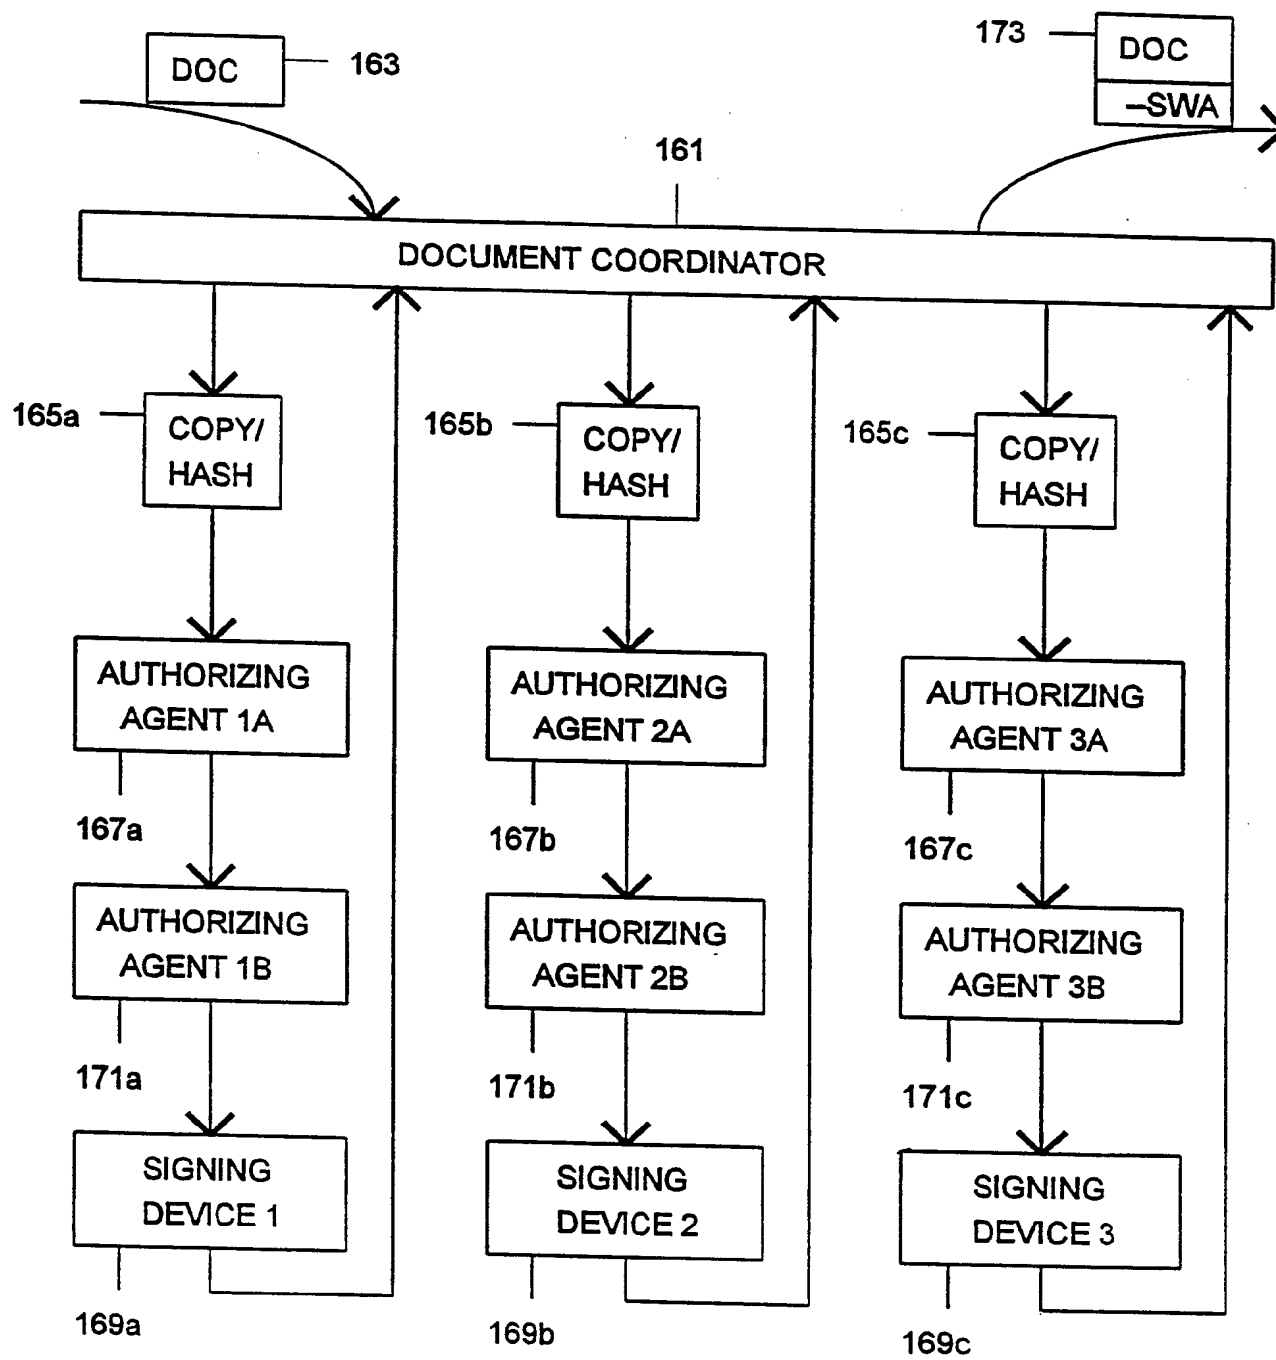 173
DOC
DOC
163
–SWA
161
DOCUMENT COORDINATOR
165a
COPY/
HASH
165b
COPY/
HASH
165c
COPY/
HASH
AUTHORIZING
AGENT 1A
AUTHORIZING
AGENT 2A
AUTHORIZING
AGENT 3A
167a
167b
167c
AUTHORIZING
AGENT 1B
AUTHORIZING
AGENT 2B
AUTHORIZING
AGENT 3B
171a
171b
171c
SIGNING
DEVICE 1
SIGNING
DEVICE 2
SIGNING
DEVICE 3
169a
169b
169c